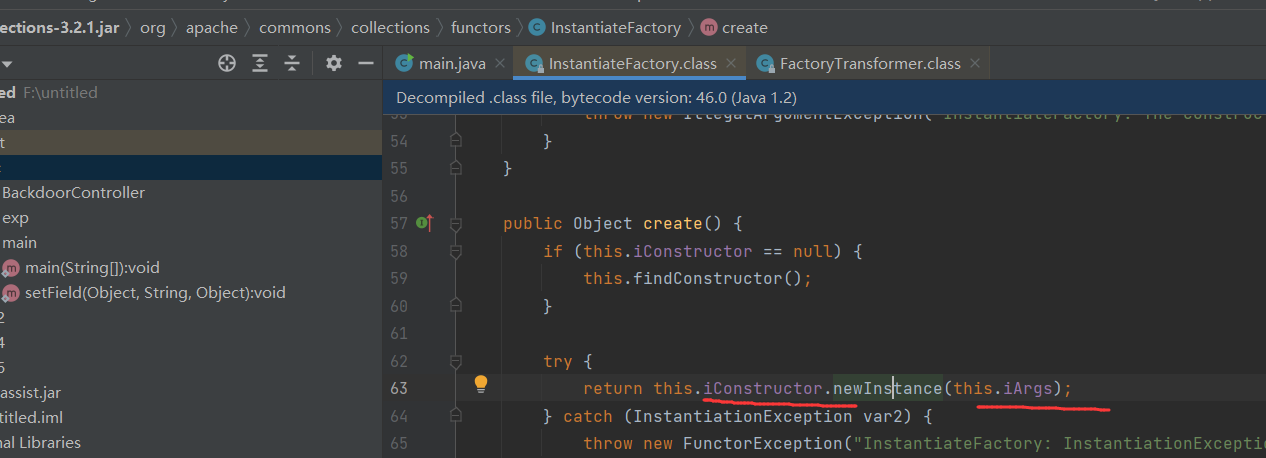 ections-3.2.1.jar org apache commons collections functors InstantiateFactory create
main.java InstantiateFactory.class FactoryTransformer.class
ed F:\untitled
Decompiled .class file, bytecode version: 46.0 (Java 1.2)
ea
throw new IllegalArgumentException("InstantiateFactory: The construc
t
54 }
55 }
BackdoorController
56
exp
57 public Object create() {
main
58 if (this.iConstructor == null) {
main(String[]):void
59 this.findConstructor();
setField(Object, String, Object):void
60 }
2
61
4
62 try {
5
63 return this.iConstructor.newInstance(this.iArgs);
assist.jar
64 } catch (InstantiationException var2) {
ntitled.iml
65 throw new FunctorException("InstantiateFactory: InstantiationExceptio
nal Libraries